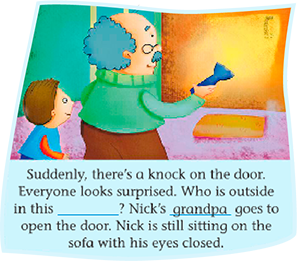 Suddenly, there's a knock on the door.
Everyone looks surprised. Who is outside
in this __________? Nick's grandpa goes to
open the door. Nick is still sitting on the
sofa with his eyes closed.